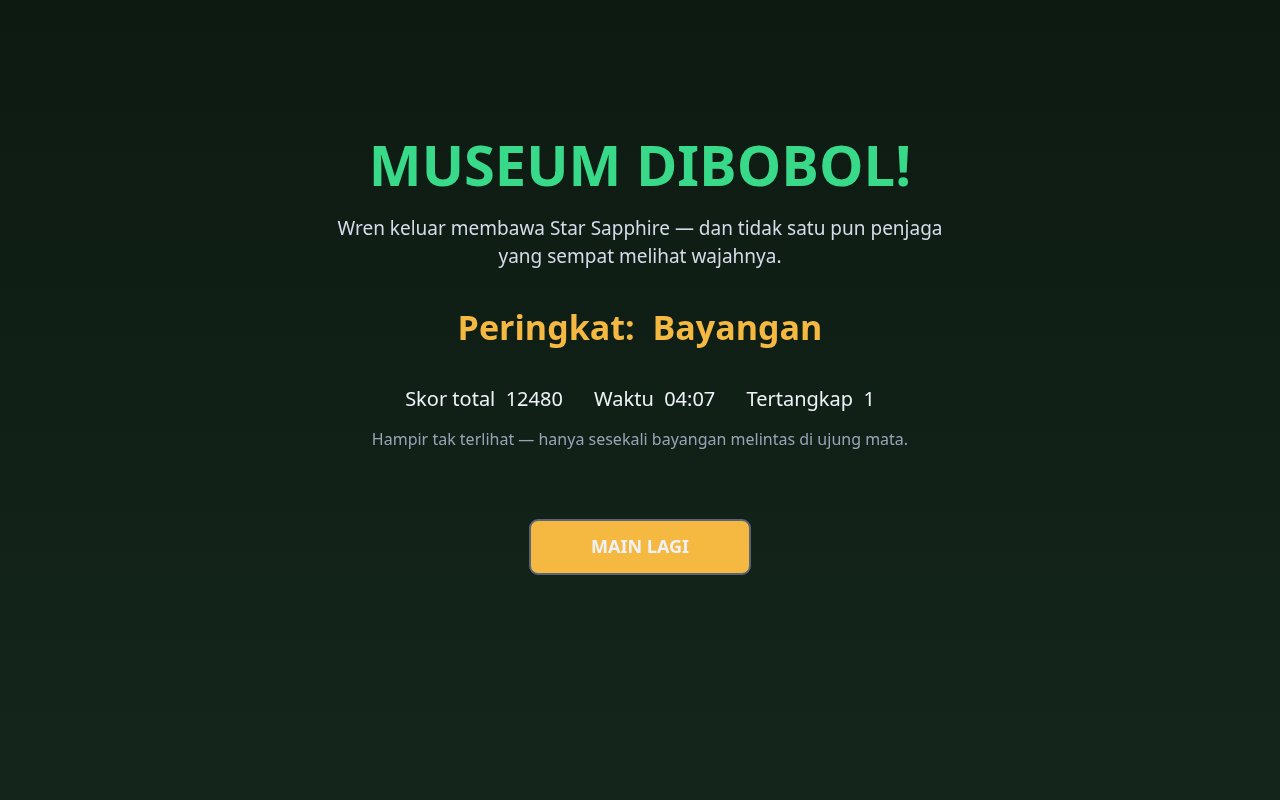 MUSEUM DIBOBOL!
Wren keluar membawa Star Sapphire — dan tidak satu pun penjaga
yang sempat melihat wajahnya.
Peringkat: Bayangan
Skor total 12480 Waktu 04:07 Tertangkap 1
Hampir tak terlihat — hanya sesekali bayangan melintas di ujung mata.
MAIN LAGI